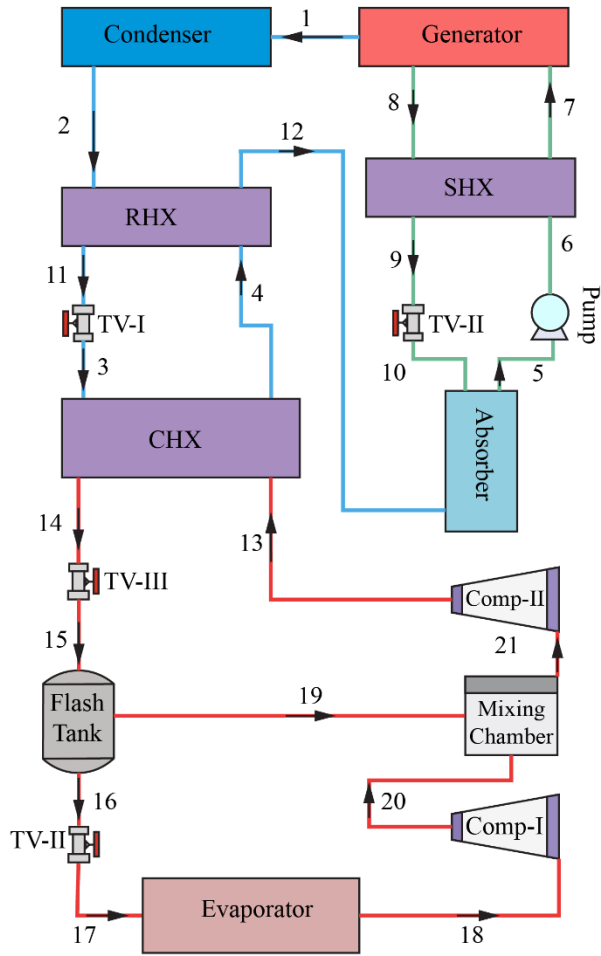 1
Condenser
Generator
2
12
8
7
RHX
SHX
11
4
9
6
TV-I
TV-II
Pump
3
10
5
CHX
Absorber
14
13
TV-III
Comp-II
15
21
Flash
Tank
19
Mixing
Chamber
16
20
TV-II
Comp-I
Evaporator
17
18